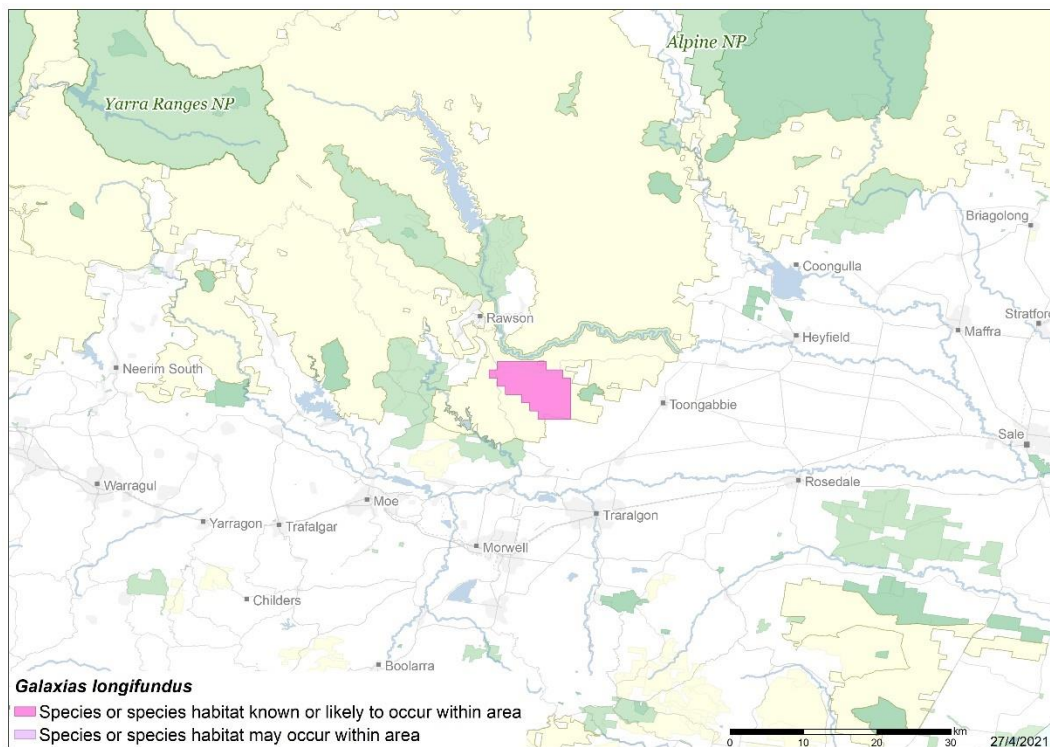 Alpine NP
Yarra Ranges NP
Briagolong
Coongulla
Rawson
Stratford
Maffra
Heyfield
Neerim South
Toongabbie
Sale
Warragul
Rosedale
Moe
Yarragon
Trafalgar
Traralgon
Morwell
Childers
Boolarra
Galaxias longifundus
Species or species habitat known or likely to occur within area
Species or species habitat may occur within area
km
0 10 20 30
27/4/2021